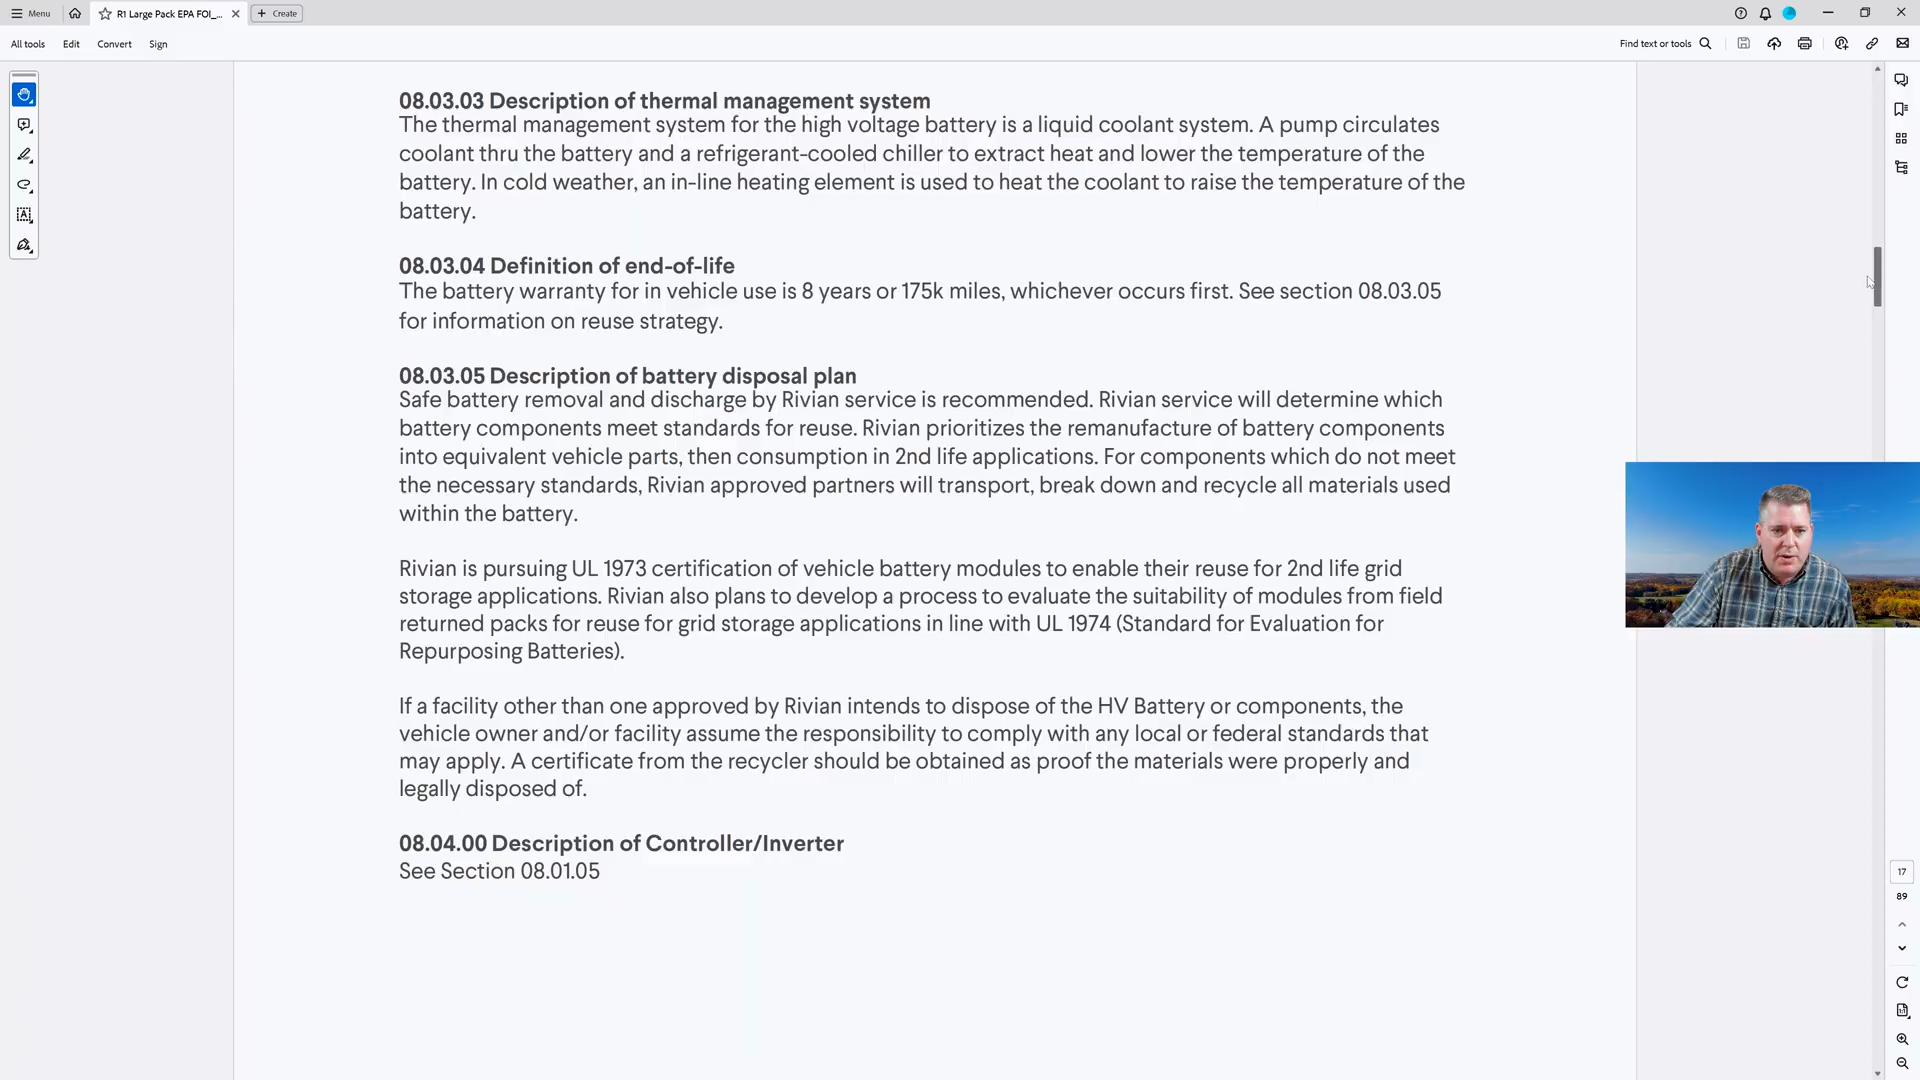 Menu
R1 Large Pack EPA FOI_...
Create
All tools
Edit
Convert
Sign
Find text or tools
08.03.03 Description of thermal management system
The thermal management system for the high voltage battery is a liquid coolant system. A pump circulates
coolant thru the battery and a refrigerant-cooled chiller to extract heat and lower the temperature of the
battery. In cold weather, an in-line heating element is used to heat the coolant to raise the temperature of the
battery.
08.03.04 Definition of end-of-life
The battery warranty for in vehicle use is 8 years or 175k miles, whichever occurs first. See section 08.03.05
for information on reuse strategy.
08.03.05 Description of battery disposal plan
Safe battery removal and discharge by Rivian service is recommended. Rivian service will determine which
battery components meet standards for reuse. Rivian prioritizes the remanufacture of battery components
into equivalent vehicle parts, then consumption in 2nd life applications. For components which do not meet
the necessary standards, Rivian approved partners will transport, break down and recycle all materials used
within the battery.
Rivian is pursuing UL 1973 certification of vehicle battery modules to enable their reuse for 2nd life grid
storage applications. Rivian also plans to develop a process to evaluate the suitability of modules from field
returned packs for reuse for grid storage applications in line with UL 1974 (Standard for Evaluation for
Repurposing Batteries).
If a facility other than one approved by Rivian intends to dispose of the HV Battery or components, the
vehicle owner and/or facility assume the responsibility to comply with any local or federal standards that
may apply. A certificate from the recycler should be obtained as proof the materials were properly and
legally disposed of.
08.04.00 Description of Controller/Inverter
See Section 08.01.05
17
89